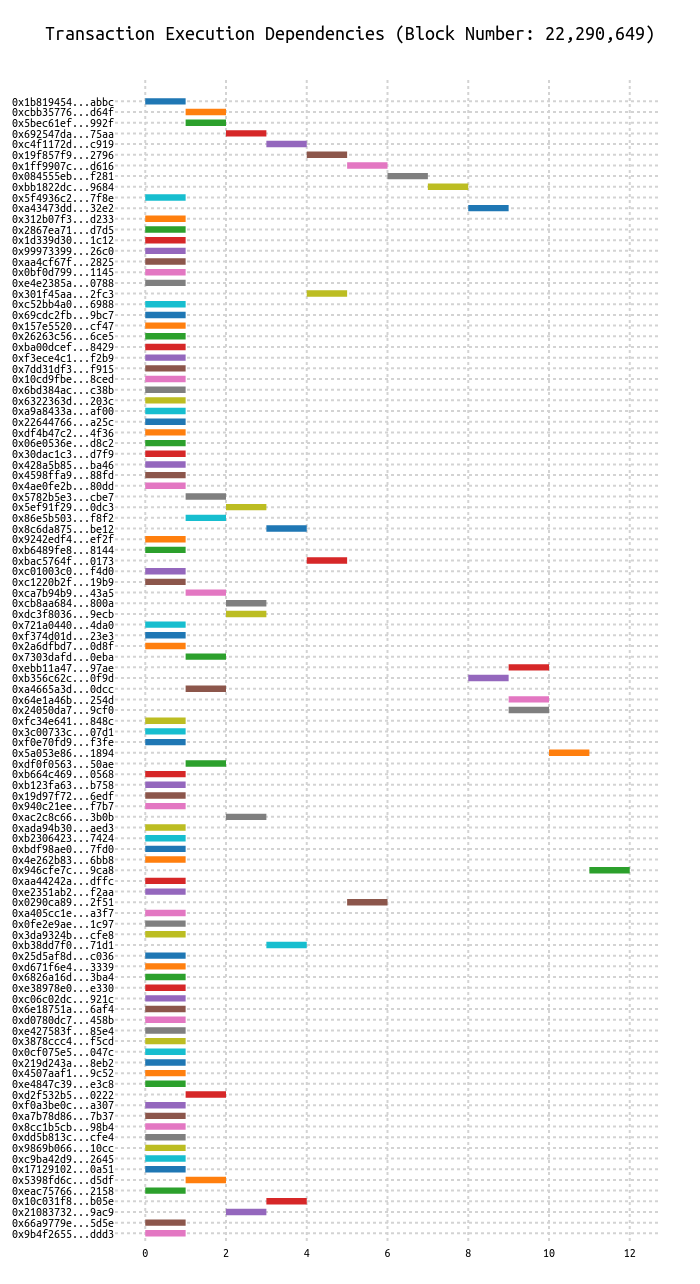 Transaction Execution Dependencies (Block Number: 22,290,649)
0x1b819454...abbc
0xcbb35776...d64f
0x5bec61ef...992f
0x692547da...75aa
0xc4f1172d...c919
0x19f857f9...2796
0x1ff9907c...d616
0x084555eb...f281
0xbb1822dc...9684
0x5f4936c2...7f8e
0xa43473dd...32e2
0x312b07f3...d233
0x2867ea71...d7d5
0x1d339d30...1c12
0x99973399...26c0
0xaa4cf67f...2825
0x0bf0d799...1145
0xe4e2385a...0788
0x301f45aa...2fc3
0xc52bb4a0...6988
0x69cdc2fb...9bc7
0x157e5520...cf47
0x26263c56...6ce5
0xba00dcef...8429
0xf3ece4c1...f2b9
0x7dd31df3...f915
0x10cd9fbe...8ced
0x6bd384ac...c38b
0x6322363d...203c
0xa9a8433a...af00
0x22644766...a25c
0xdf4b47c2...4f36
0x06e0536e...d8c2
0x30dac1c3...d7f9
0x428a5b85...ba46
0x4598ffa9...88fd
0x4ae0fe2b...80dd
0x5782b5e3...cbe7
0x5ef91f29...0dc3
0x86e5b503...f8f2
0x8c6da875...be12
0x9242edf4...ef2f
0xb6489fe8...8144
0xbac5764f...0173
0xc01003c0...f4d0
0xc1220b2f...19b9
0xca7b94b9...43a5
0xcb8aa684...800a
0xdc3f8036...9ecb
0x721a0440...4da0
0xf374d01d...23e3
0x2a6dfbd7...0d8f
0x7303dafd...0eba
0xebb11a47...97ae
0xb356c62c...0f9d
0xa4665a3d...0dcc
0x64e1a46b...254d
0x24050da7...9cf0
0xfc34e641...848c
0x3c00733c...07d1
0xf0e70fd9...f3fe
0x5a053e86...1894
0xdf0f0563...50ae
0xb664c469...0568
0xb123fa63...b758
0x19d97f72...6edf
0x940c21ee...f7b7
0xac2c8c66...3b0b
0xada94b30...aed3
0xb2306423...7424
0xbdf98ae0...7fd0
0x4e262b83...6bb8
0x946cfe7c...9ca8
0xaa44242a...dffc
0xe2351ab2...f2aa
0x0290ca89...2f51
0xa405cc1e...a3f7
0x0fe2e9ae...1c97
0x3da9324b...cfe8
0xb38dd7f0...71d1
0x25d5af8d...c036
0xd671f6e4...3339
0x6826a16d...3ba4
0xe38978e0...e330
0xc06c02dc...921c
0x6e18751a...6af4
0xd0780dc7...458b
0xe427583f...85e4
0x3878ccc4...f5cd
0x0cf075e5...047c
0x219d243a...8eb2
0x4507aaf1...9c52
0xe4847c39...e3c8
0xd2f532b5...0222
0xf0a3be0c...a307
0xa7b78d86...7b37
0x8cc1b5cb...98b4
0xdd5b813c...cfe4
0x9869b066...10cc
0xc9ba42d9...2645
0x17129102...0a51
0x5398fd6c...d5df
0xeac75766...2158
0x10c031f8...b05e
0x21083732...9ac9
0x66a9779e...5d5e
0x9b4f2655...ddd3
0 2 4 6 8 10 12